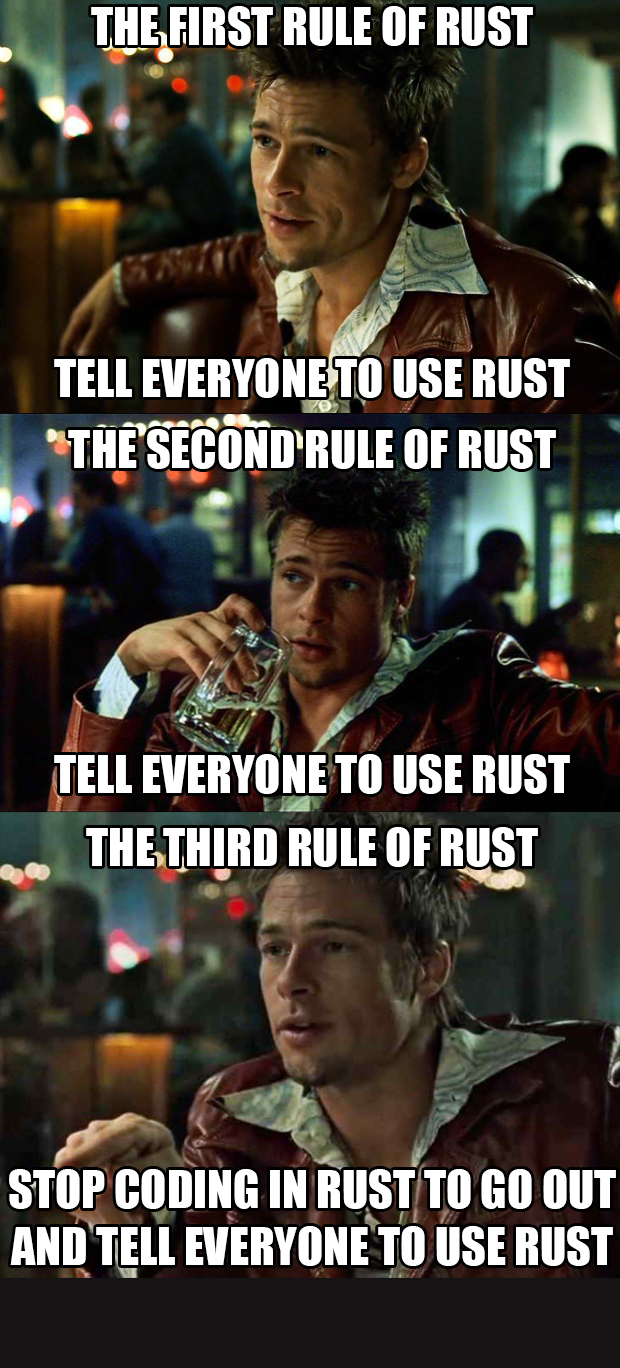 THE FIRST RULE OF RUST
TELL EVERYONE TO USE RUST
THE SECOND RULE OF RUST
TELL EVERYONE TO USE RUST
THE THIRD RULE OF RUST
STOP CODING IN RUST TO GO OUT
AND TELL EVERYONE TO USE RUST